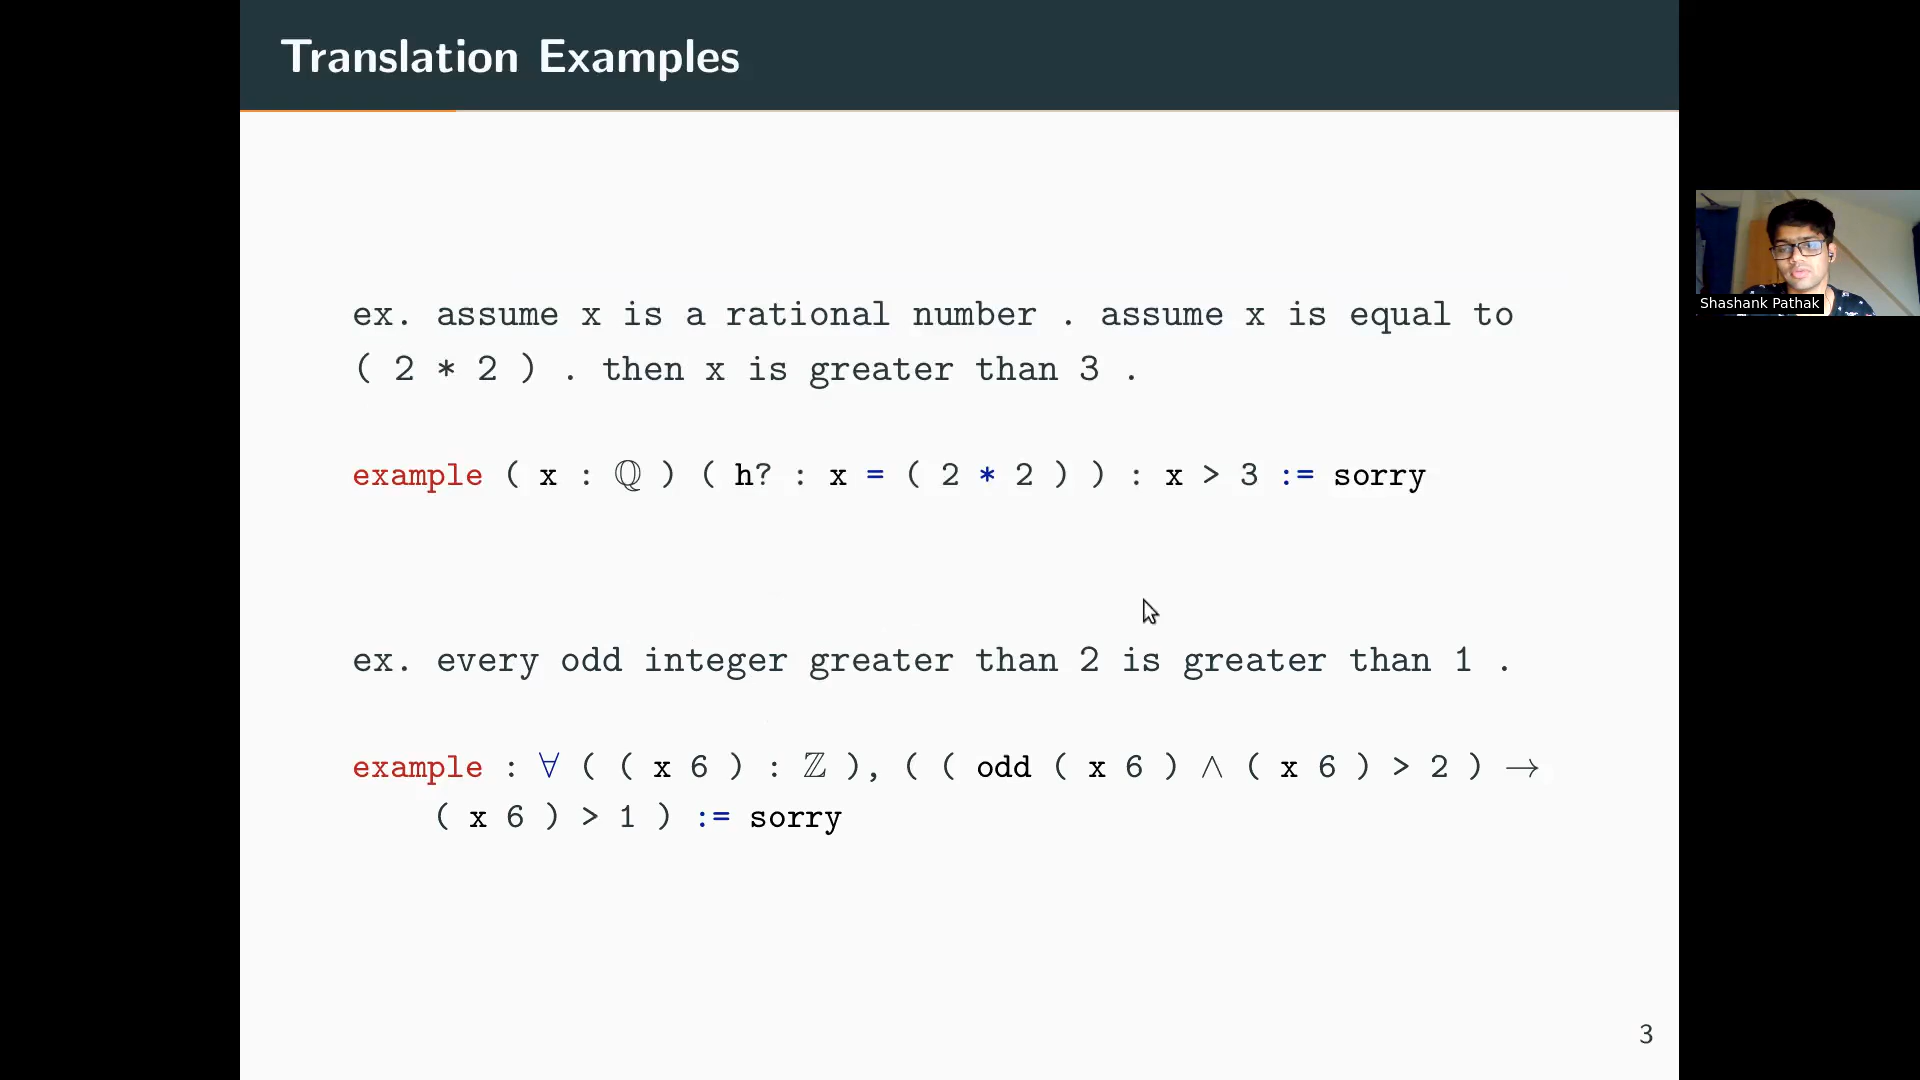 Translation Examples
ex. assume x is a rational number . assume x is equal to
( 2 * 2 ) . then x is greater than 3 .
example ( x : ℚ ) ( h? : x = ( 2 * 2 ) ) : x > 3 := sorry
ex. every odd integer greater than 2 is greater than 1 .
example : ∀ ( ( x 6 ) : ℤ ), ( ( odd ( x 6 ) ∧ ( x 6 ) > 2 ) →
( x 6 ) > 1 ) := sorry
3
Shashank Pathak